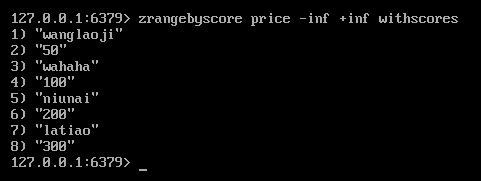 127.0.0.1:6379> zrangebyscore price -inf +inf withscores
1) "wanglaoji"
2) "50"
3) "wahaha"
4) "100"
5) "niunai"
6) "200"
7) "latiao"
8) "300"
127.0.0.1:6379> _